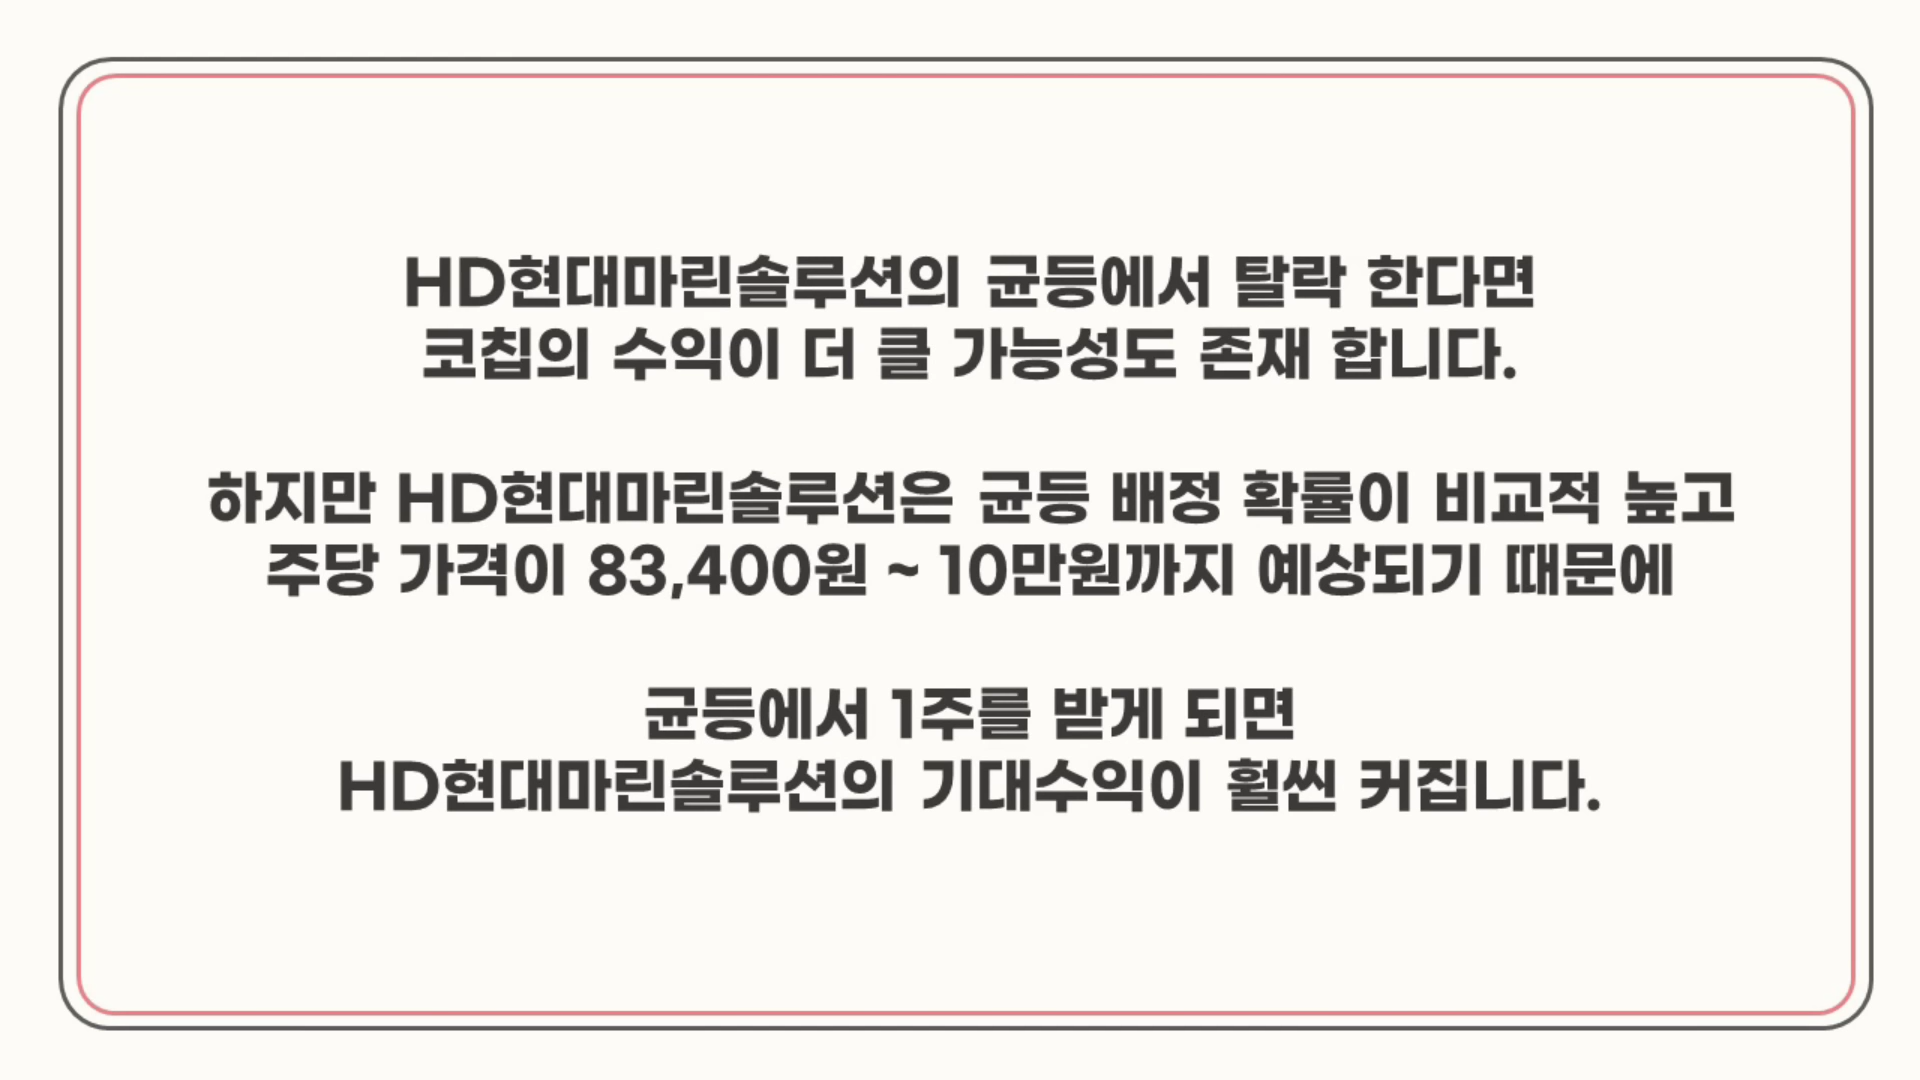 HD현대마린솔루션의 균등에서 탈락 한다면
코칩의 수익이 더 클 가능성도 존재 합니다.
하지만 HD현대마린솔루션은 균등 배정 확률이 비교적 높고
주당 가격이 83,400원 ~ 10만원까지 예상되기 때문에
균등에서 1주를 받게 되면
HD현대마린솔루션의 기대수익이 훨씬 커집니다.